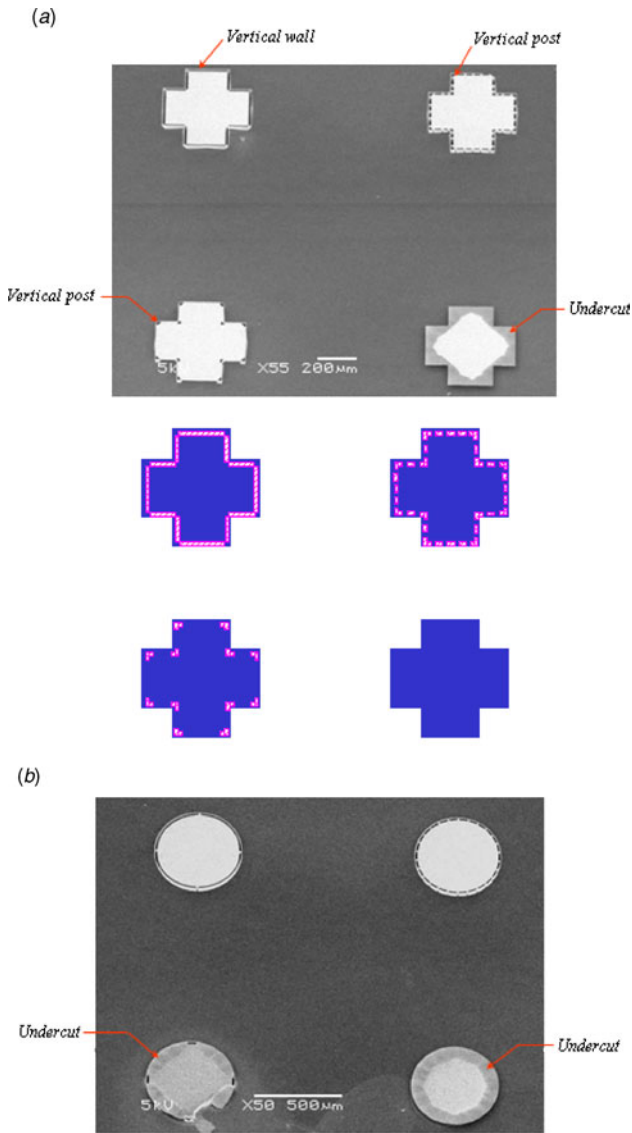 (a)
Vertical wall
Vertical post
Vertical post
Undercut
5kV X55 200μm
(b)
Undercut
Undercut
5kV X50 500μm